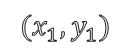 (x₁, y₁)